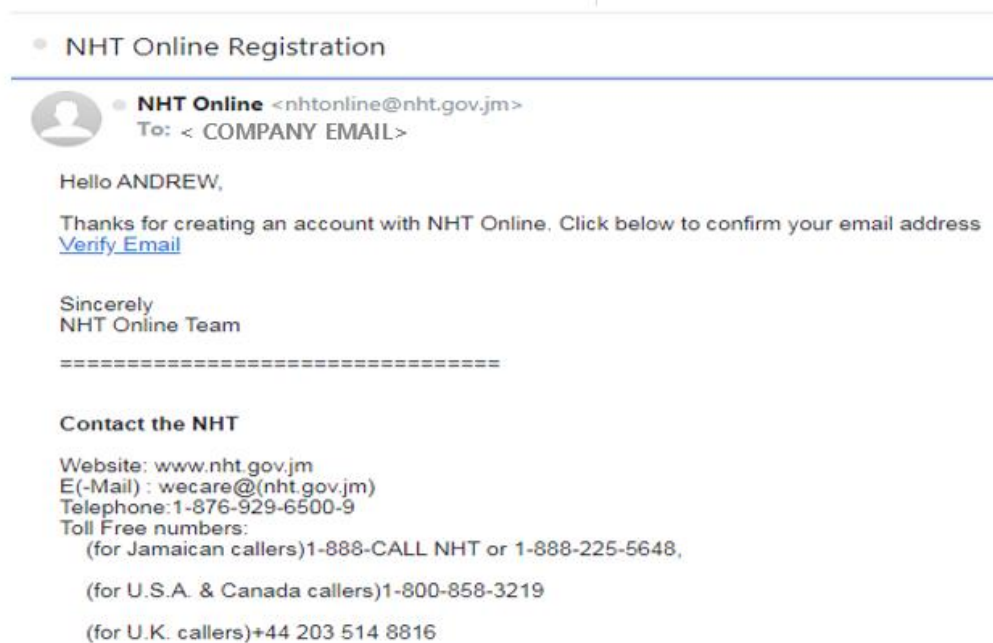 NHT Online Registration
NHT Online <nhtonline@nht.gov.jm>
To: < COMPANY EMAIL>
Hello ANDREW,
Thanks for creating an account with NHT Online. Click below to confirm your email address
Verify Email
Sincerely
NHT Online Team
=================================
Contact the NHT
Website: www.nht.gov.jm
E(-Mail) : wecare@(nht.gov.jm)
Telephone:1-876-929-6500-9
Toll Free numbers:
(for Jamaican callers)1-888-CALL NHT or 1-888-225-5648,
(for U.S.A. & Canada callers)1-800-858-3219
(for U.K. callers)+44 203 514 8816